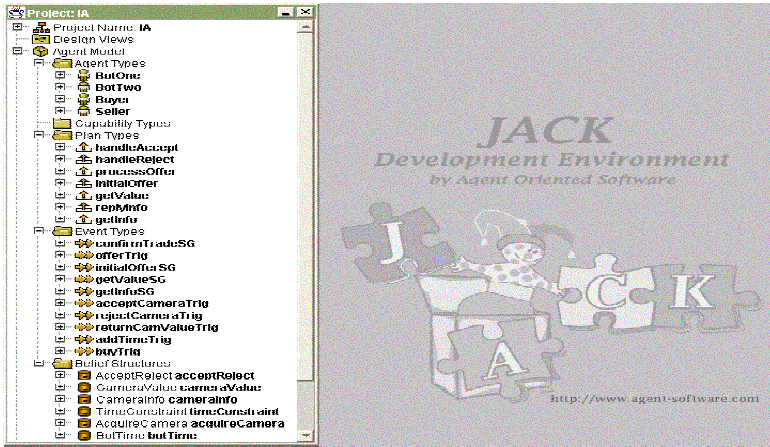 Project: IA
Project Name: IA
Design Views
Agent Model
Agent Types
BotOne
BotTwo
Buyer
Seller
Capability Types
Plan Types
handleAccept
handleReject
processOffer
initialOffer
getValue
replyInfo
getInfo
Event Types
confirmTradeSG
offerTrig
initialOfferSG
getValueSG
getInfoSG
acceptCameraTrig
rejectCameraTrig
returnCamValueTrig
addTimeTrig
buyTrig
Belief Structures
AcceptReject acceptReject
CameraValue cameraValue
CameraInfo cameraInfo
TimeConstraint timeConstraint
AcquireCamera acquireCamera
BotTime botTime
JACK
Development Environment
by Agent Oriented Software
J
A
C
K
http://www.agent-software.com